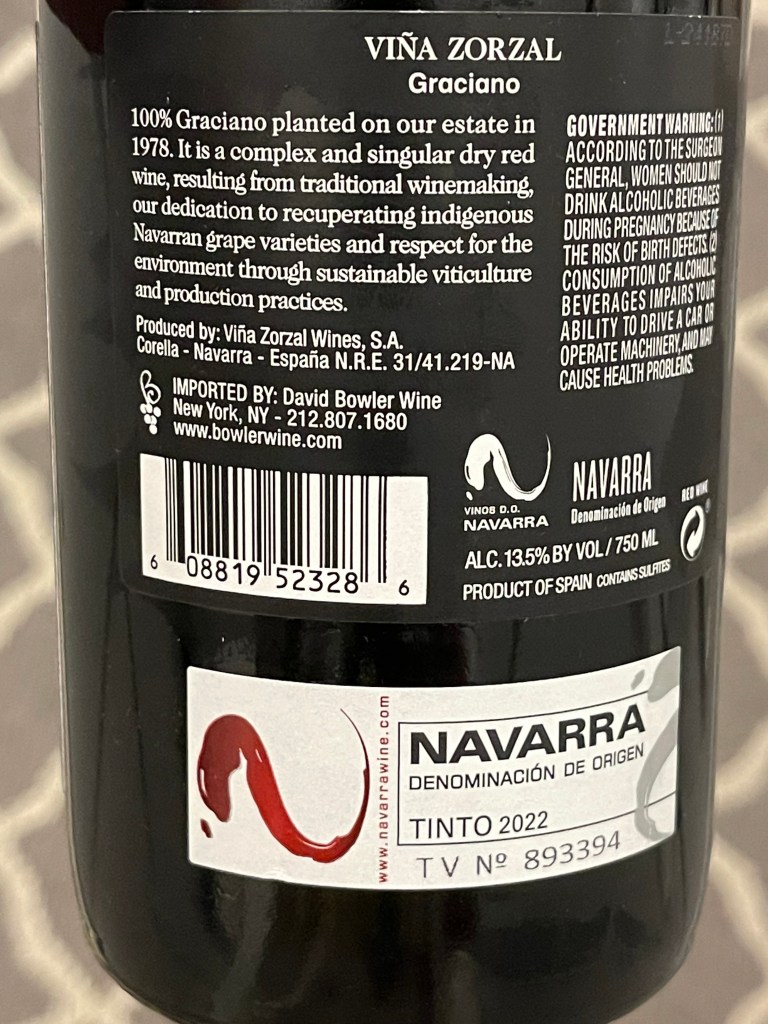 VIÑA ZORZAL
Graciano
100% Graciano planted on our estate in
1978. It is a complex and singular dry red
wine, resulting from traditional winemaking,
our dedication to recuperating indigenous
Navarran grape varieties and respect for the
environment through sustainable viticulture
and production practices.
Produced by: Viña Zorzal Wines, S.A.
Corella - Navarra - España N.R.E. 31/41.219-NA
IMPORTED BY: David Bowler Wine
New York, NY - 212.807.1680
www.bowlerwine.com
6 08819 52328 6
GOVERNMENT WARNING: (1)
ACCORDING TO THE SURGEON
GENERAL, WOMEN SHOULD NOT
DRINK ALCOHOLIC BEVERAGES
DURING PREGNANCY BECAUSE OF
THE RISK OF BIRTH DEFECTS. (2)
CONSUMPTION OF ALCOHOLIC
BEVERAGES IMPAIRS YOUR
ABILITY TO DRIVE A CAR OR
OPERATE MACHINERY, AND MAY
CAUSE HEALTH PROBLEMS.
VINOS D.O.
NAVARRA
NAVARRA
Denominación de Origen
RED WINE
ALC. 13.5% BY VOL / 750 ML
PRODUCT OF SPAIN CONTAINS SULFITES
www.navarrawine.com
NAVARRA
DENOMINACIÓN DE ORIGEN
TINTO 2022
TV Nº 893394